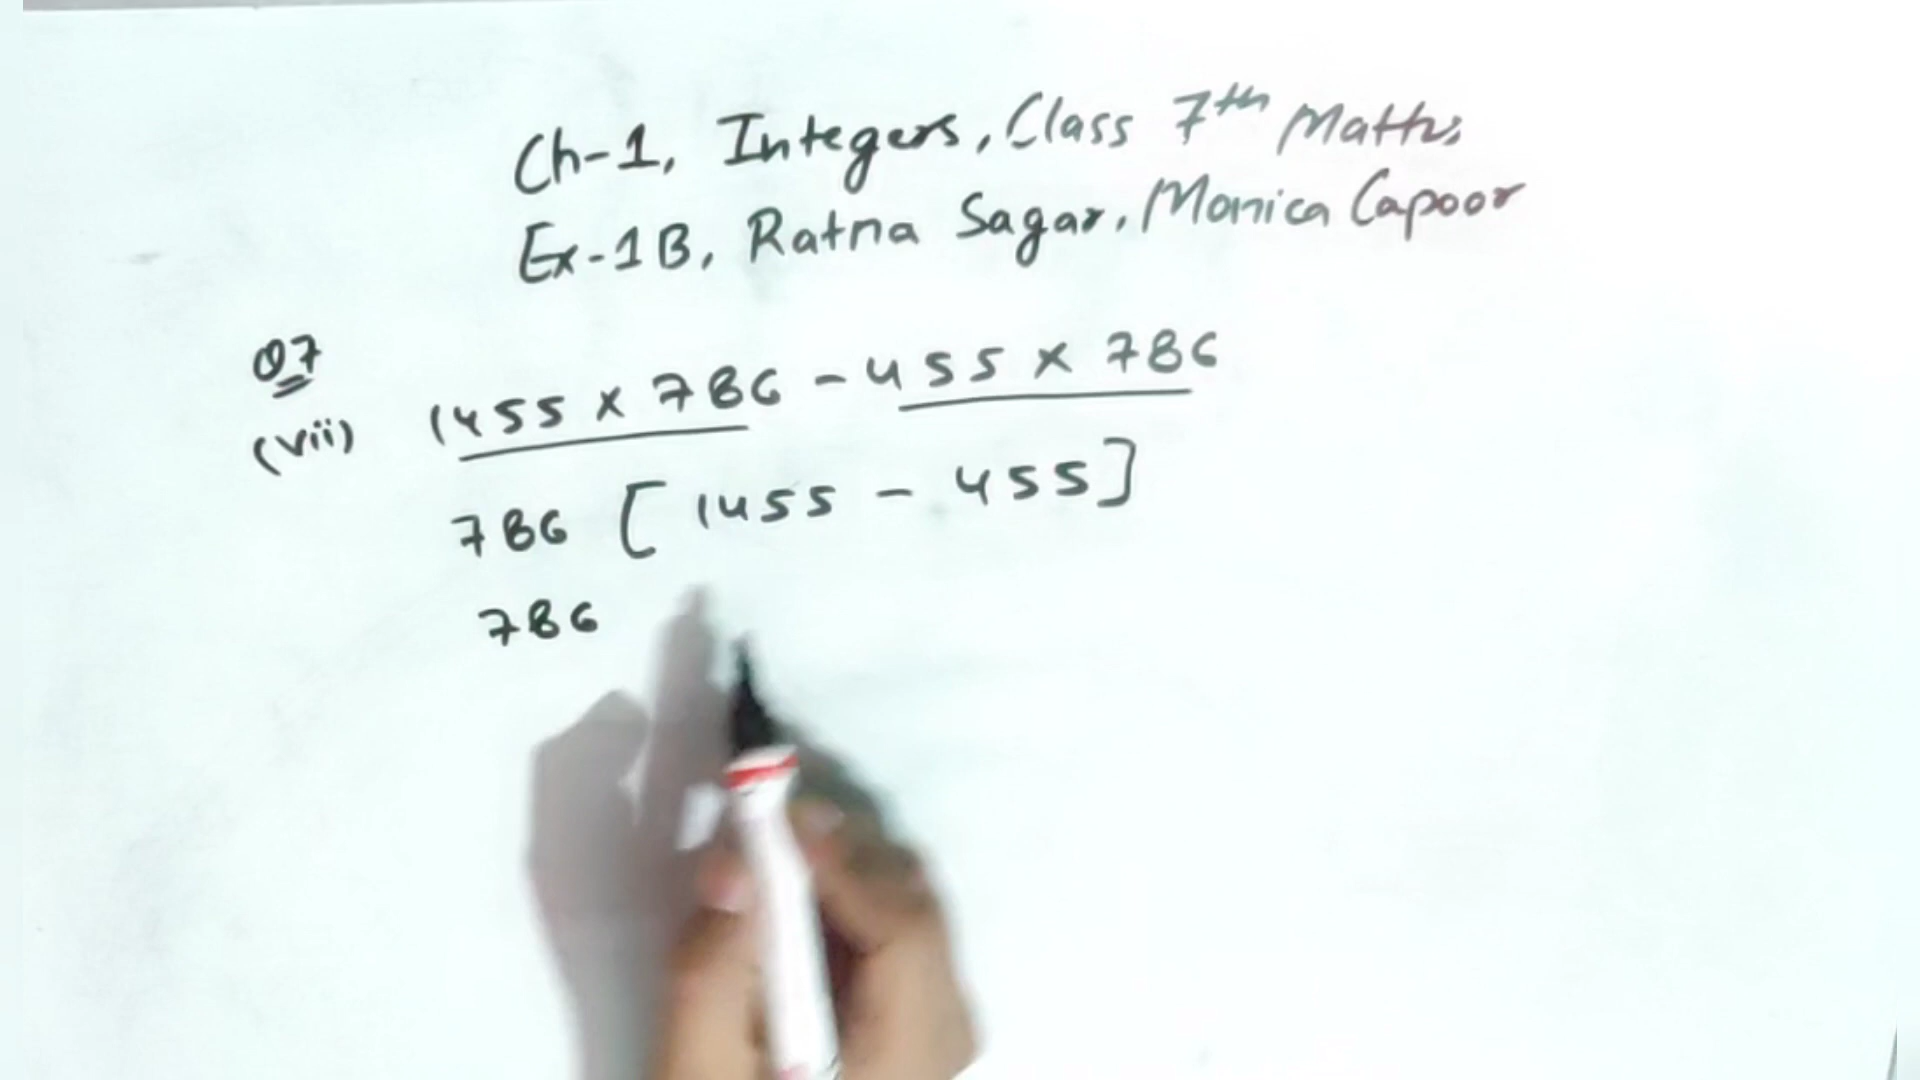 Ch-1, Integers, Class 7th Maths
Ex-1B, Ratna Sagar, Monica Capoor
Q7
(vii) 1455 x 786 - 455 x 786
786 [1455 - 455]
786